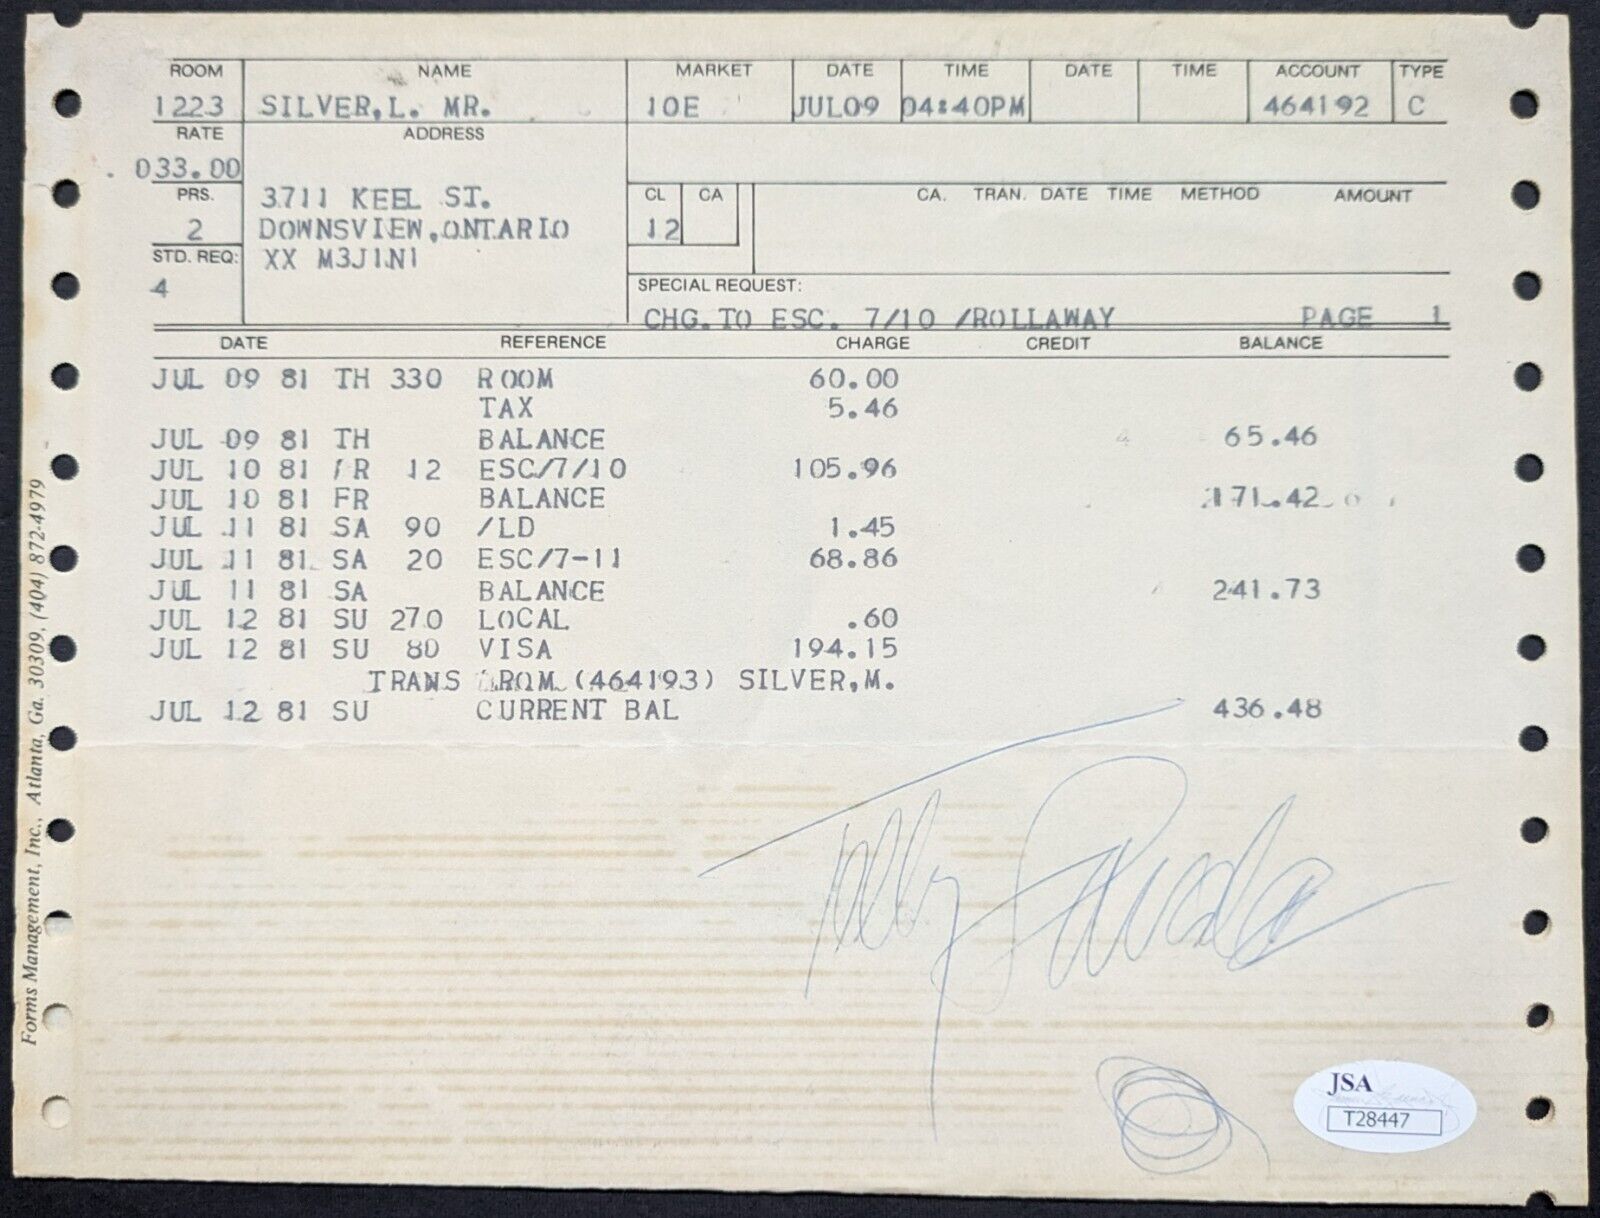 ROOM NAME MARKET DATE TIME DATE TIME ACCOUNT TYPE
1223 SILVER,L. MR. 10E JUL09 04:40PM 464192 C
RATE ADDRESS
033.00
PRS. 3711 KEEL ST. CL CA CA. TRAN. DATE TIME METHOD AMOUNT
2 DOWNSVIEW,ONTARIO 12
STD. REQ: XX M3J1N1
4 SPECIAL REQUEST:
CHG.TO ESC. 7/10 /ROLLAWAY PAGE 1
DATE REFERENCE CHARGE CREDIT BALANCE
JUL 09 81 TH 330 ROOM 60.00
TAX 5.46
JUL 09 81 TH BALANCE 65.46
JUL 10 81 FR 12 ESC/7/10 105.96
JUL 10 81 FR BALANCE 171.42
JUL 11 81 SA 90 /LD 1.45
JUL 11 81 SA 20 ESC/7-11 68.86
JUL 11 81 SA BALANCE 241.73
JUL 12 81 SU 270 LOCAL .60
JUL 12 81 SU 80 VISA 194.15
TRANS FROM (464193) SILVER,M.
JUL 12 81 SU CURRENT BAL 436.48
Telly
JSA
T28447
Forms Management, Inc., Atlanta, Ga. 30309, (404) 872-4979